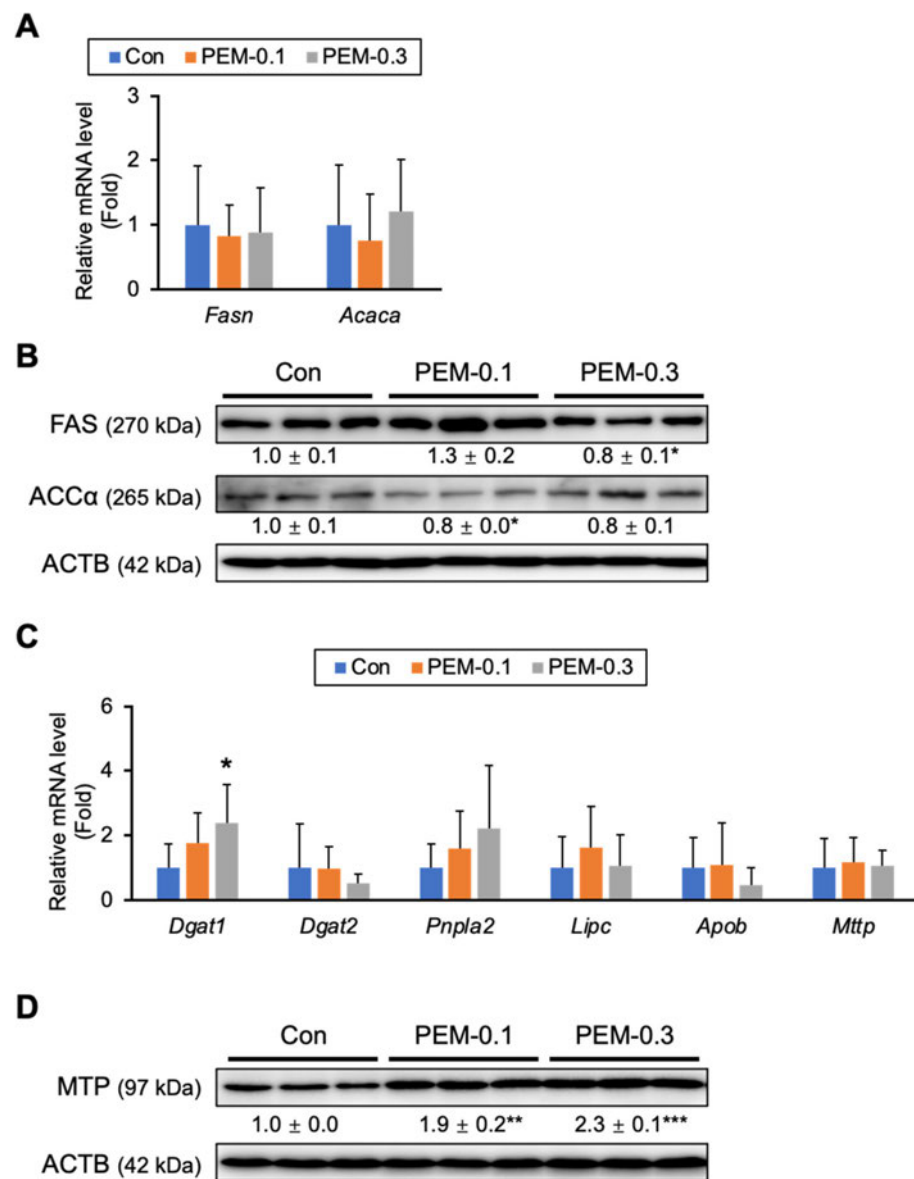 A
Con PEM-0.1 PEM-0.3
Relative mRNA level
(Fold)
3
2
1
0
Fasn Acaca
B
Con PEM-0.1 PEM-0.3
FAS (270 kDa)
1.0 ± 0.1 1.3 ± 0.2 0.8 ± 0.1*
ACCα (265 kDa)
1.0 ± 0.1 0.8 ± 0.0* 0.8 ± 0.1
ACTB (42 kDa)
C
Con PEM-0.1 PEM-0.3
Relative mRNA level
(Fold)
6
4
2
0
*
Dgat1 Dgat2 Pnpla2 Lipc Apob Mttp
D
Con PEM-0.1 PEM-0.3
MTP (97 kDa)
1.0 ± 0.0 1.9 ± 0.2** 2.3 ± 0.1***
ACTB (42 kDa)